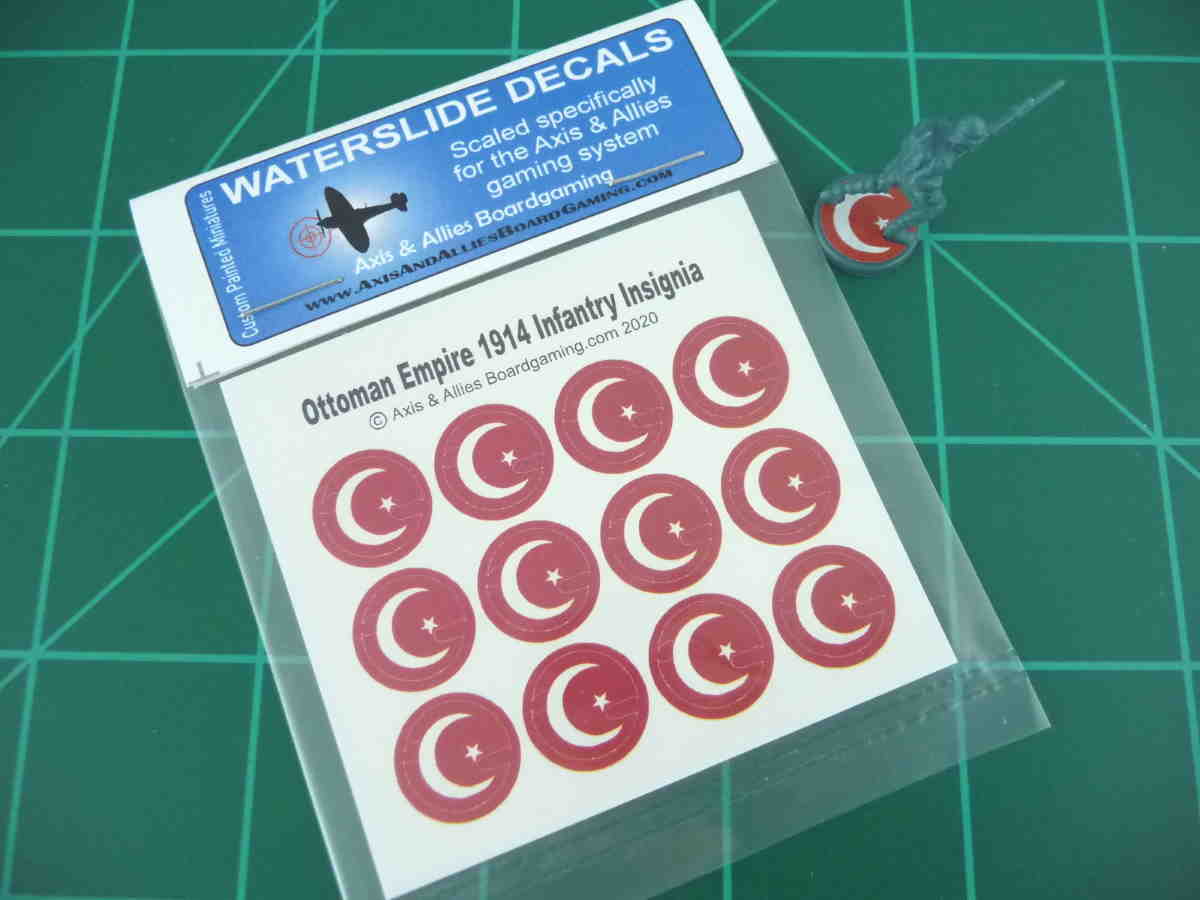 WATERSLIDE DECALS
Scaled specifically
for the Axis & Allies
gaming system
Custom Painted Miniatures
Axis & Allies Boardgaming
www.AxisAndAlliesBoardGaming.com
Ottoman Empire 1914 Infantry Insignia
© Axis & Allies Boardgaming.com 2020